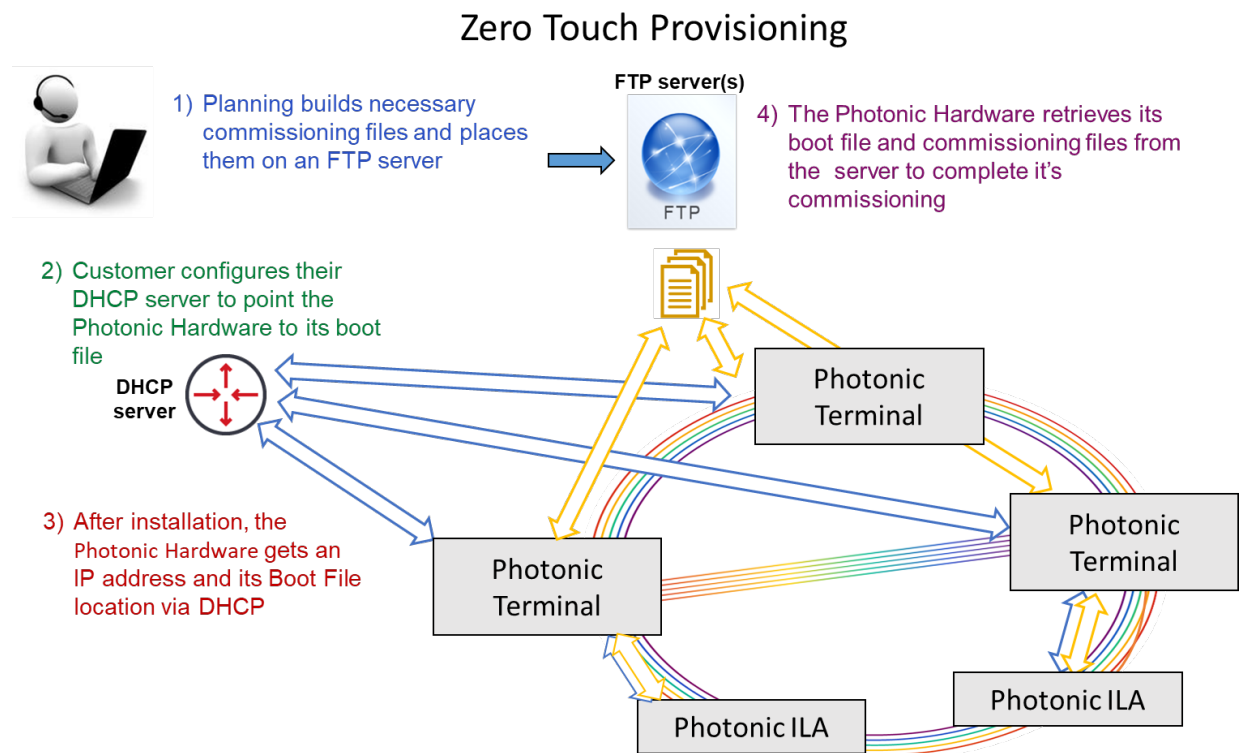 Zero Touch Provisioning
FTP server(s)
1) Planning builds necessary
commissioning files and places
them on an FTP server
FTP
4) The Photonic Hardware retrieves its
boot file and commissioning files from
the server to complete it's
commissioning
2) Customer configures their
DHCP server to point the
Photonic Hardware to its boot
file
DHCP
server
Photonic
Terminal
3) After installation, the
Photonic Hardware gets an
IP address and its Boot File
location via DHCP
Photonic
Terminal
Photonic
Terminal
Photonic ILA
Photonic ILA